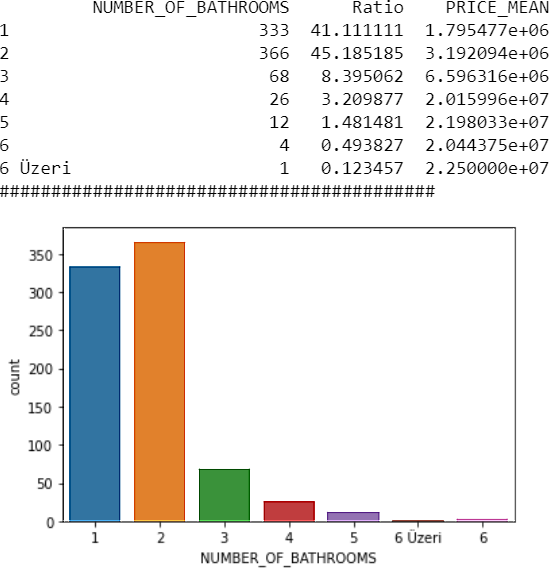 NUMBER_OF_BATHROOMS Ratio PRICE_MEAN
1 333 41.111111 1.795477e+06
2 366 45.185185 3.192094e+06
3 68 8.395062 6.596316e+06
4 26 3.209877 2.015996e+07
5 12 1.481481 2.198033e+07
6 4 0.493827 2.044375e+07
6 Üzeri 1 0.123457 2.250000e+07
##########################################
350
300
250
200
150
100
50
0
count
1 2 3 4 5 6 Üzeri 6
NUMBER_OF_BATHROOMS